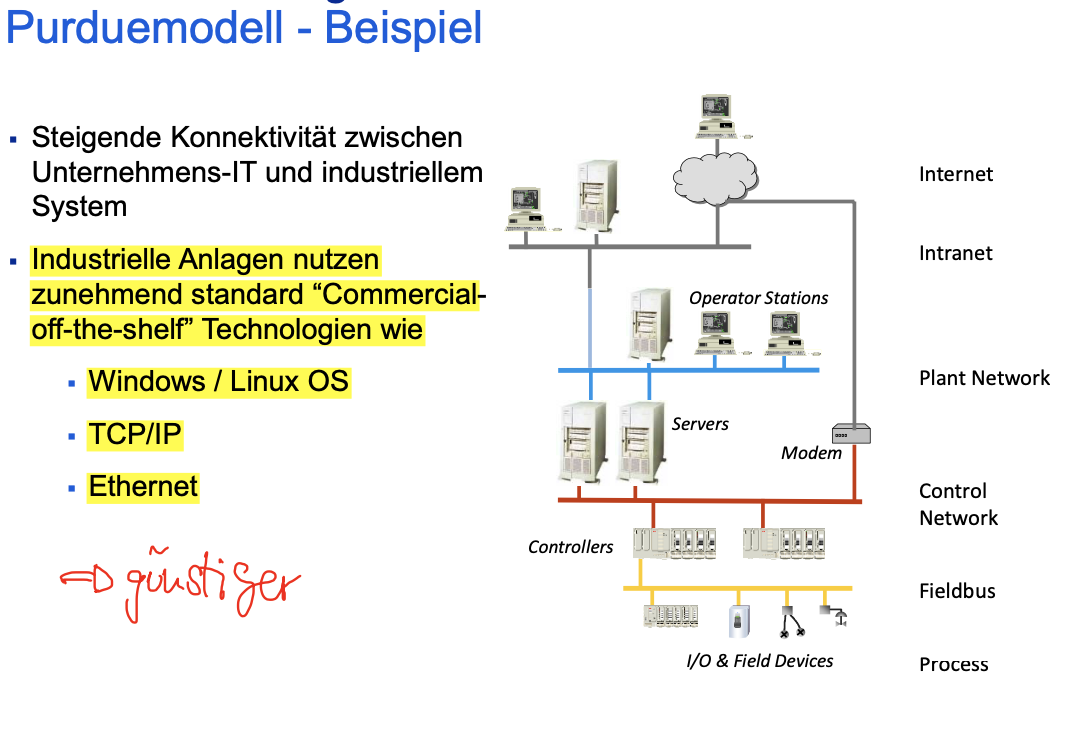 Purduemodell - Beispiel
▪ Steigende Konnektivität zwischen
Unternehmens-IT und industriellem
System
▪ Industrielle Anlagen nutzen
zunehmend standard “Commercial-
off-the-shelf” Technologien wie
▪ Windows / Linux OS
▪ TCP/IP
▪ Ethernet
⇒ günstiger
Internet
Intranet
Operator Stations
Plant Network
Servers
Modem
Control
Network
Controllers
Fieldbus
I/O & Field Devices
Process